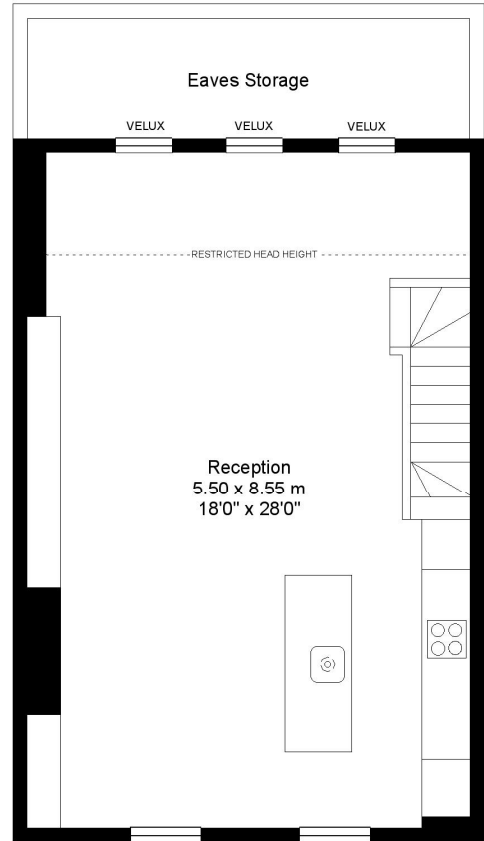 Eaves Storage
VELUX VELUX VELUX
RESTRICTED HEAD HEIGHT
Reception
5.50 x 8.55 m
18'0" x 28'0"